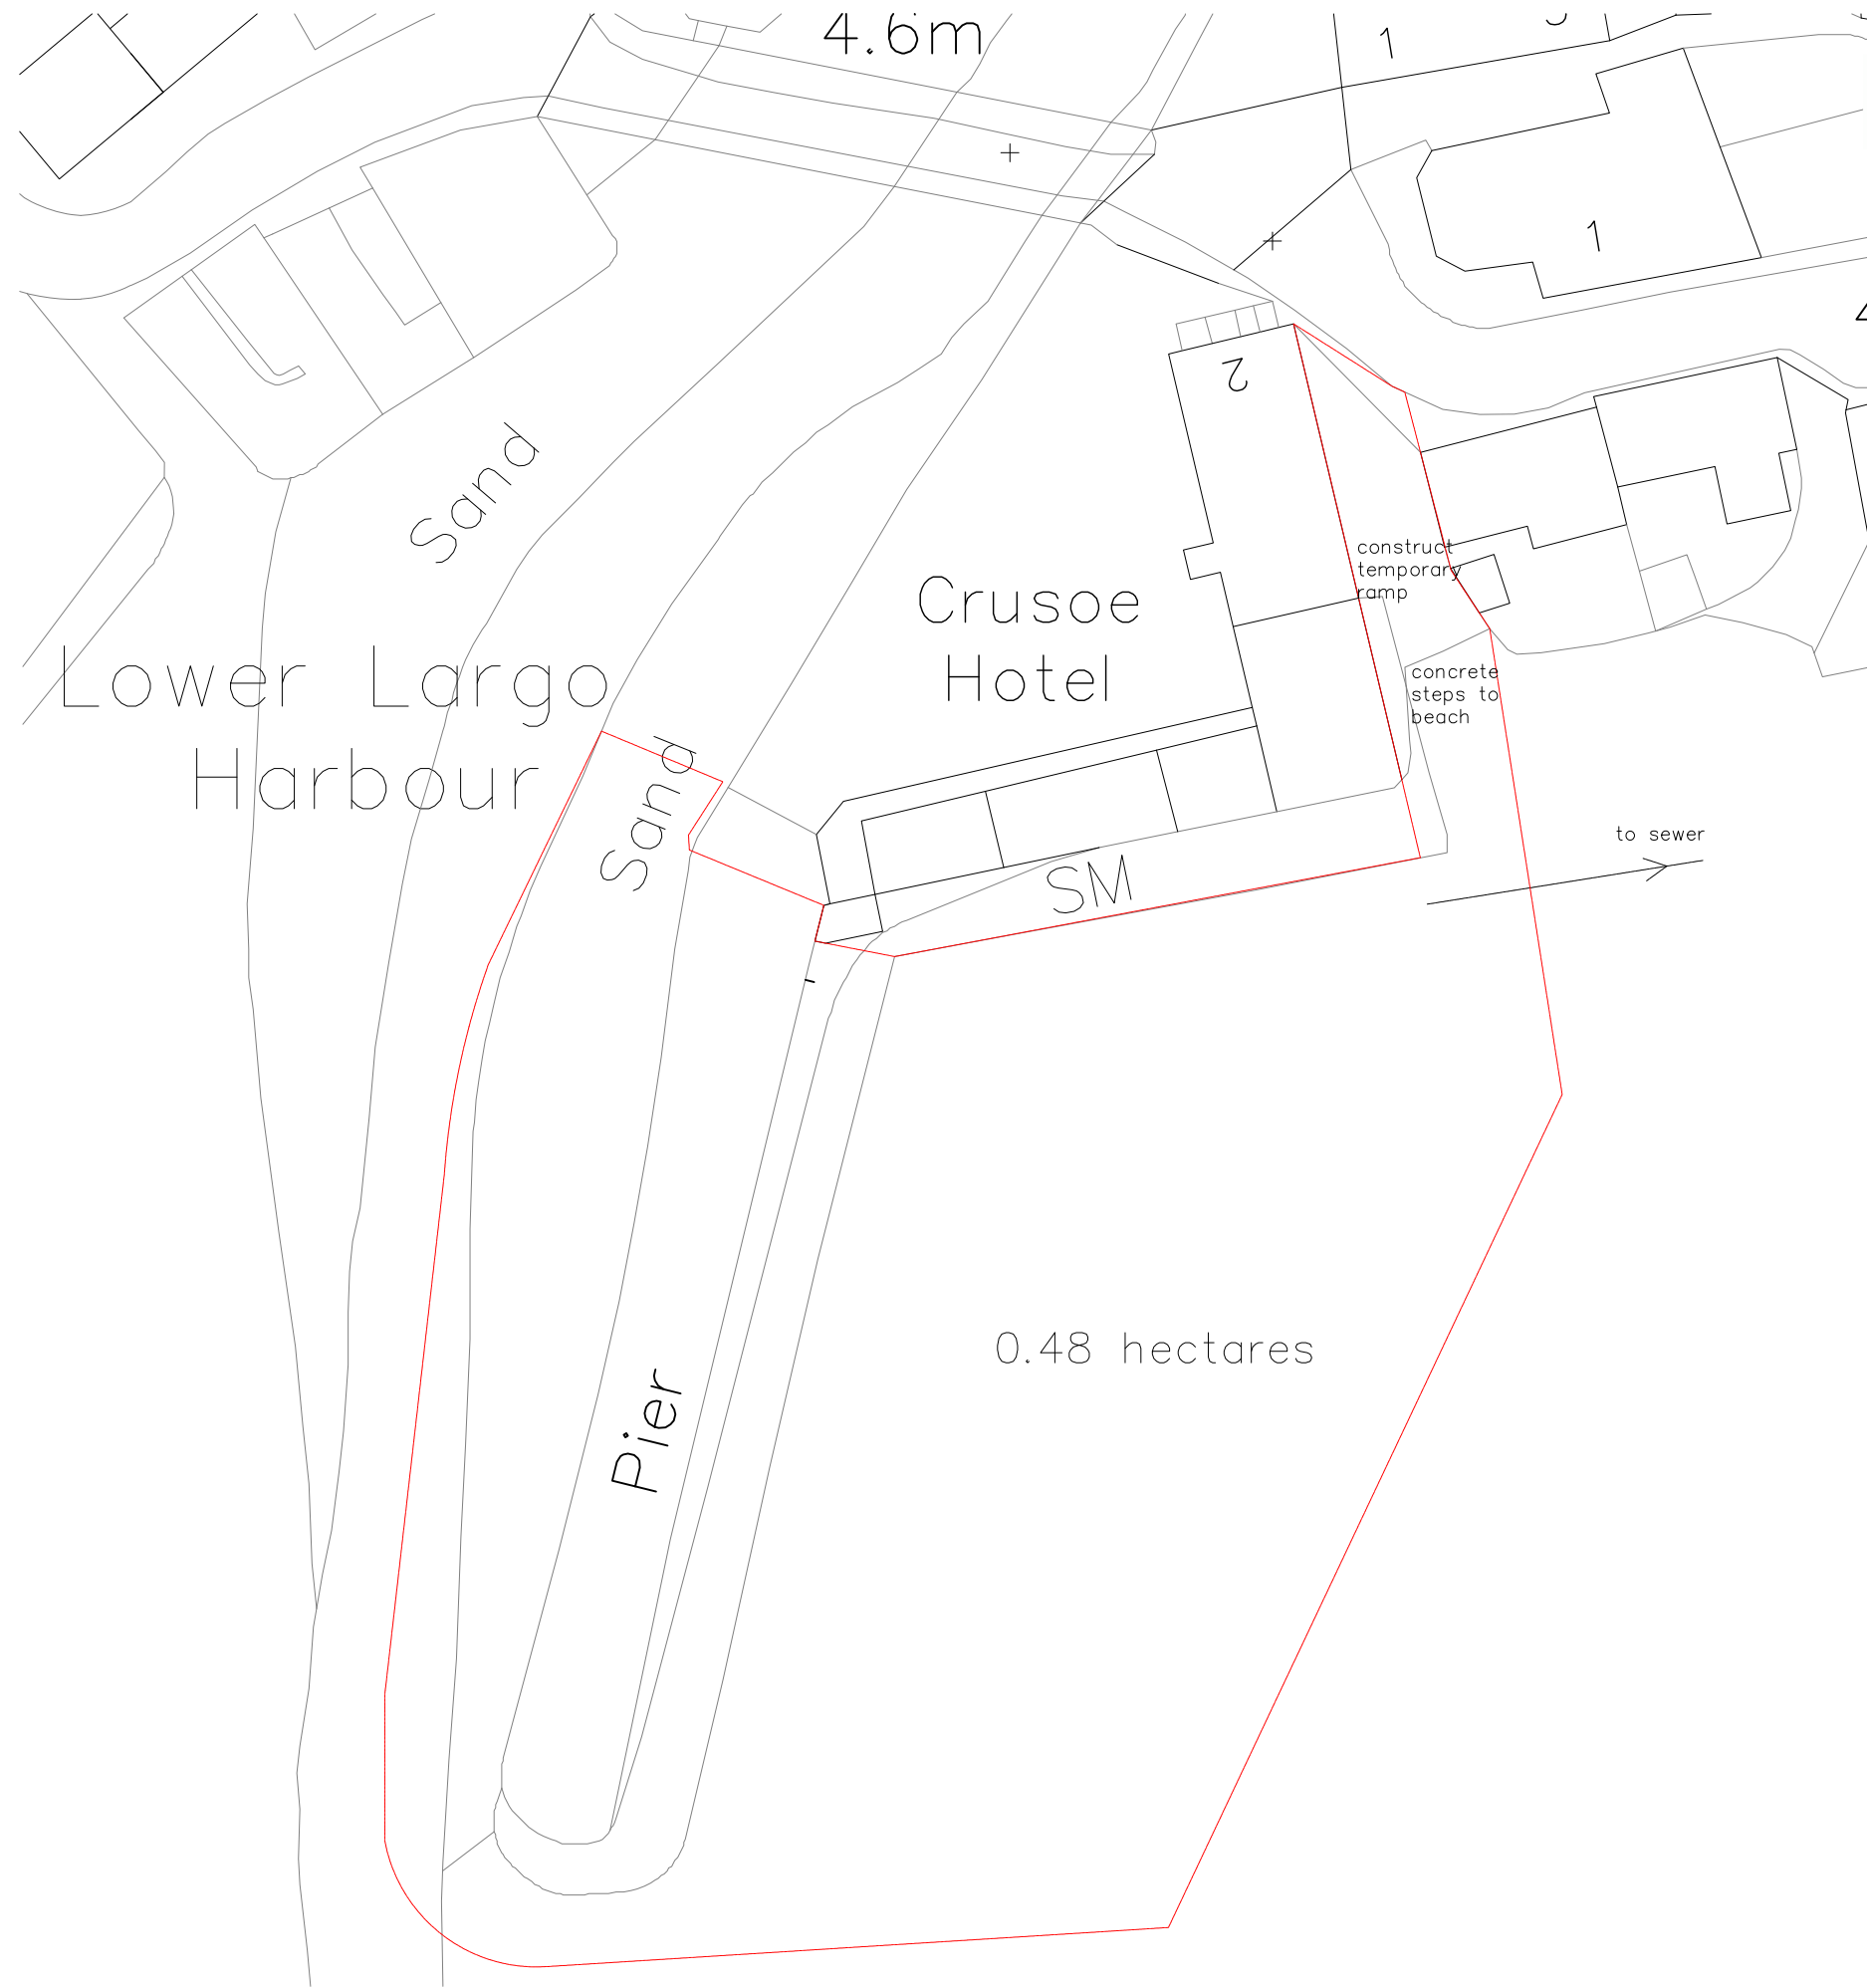 4.6m
1
1
2
Sand
construct
temporary
ramp
Crusoe
Hotel
Lower Largo
Harbour
concrete
steps to
beach
Sand
to sewer
SM
0.48 hectares
Pier